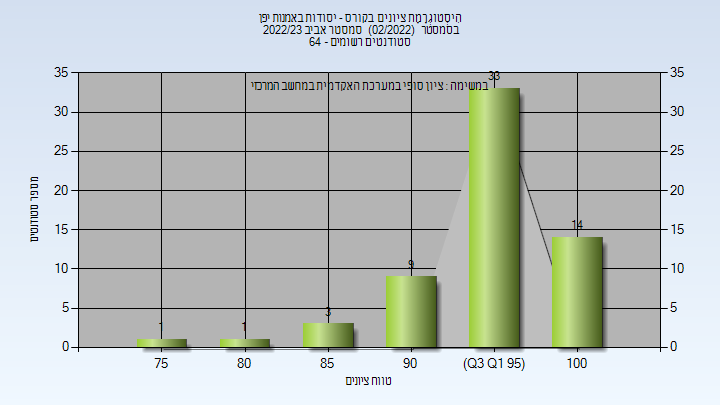 הִיסטוֹגרַמַת ציונים בקורס - יסודות באמנות יפן
בסמסטר (02/2022) סמסטר אביב 2022/23
סטודנטים רשומים - 64
במשימה : ציון סופי במערכת האקדמית במחשב המרכזי
מספר סטודנטים
35 35
30 30
25 25
20 20
15 15
10 10
5 5
0 0
1 1 3 9 33 14
75 80 85 90 (Q3 Q1 95) 100
טווח ציונים